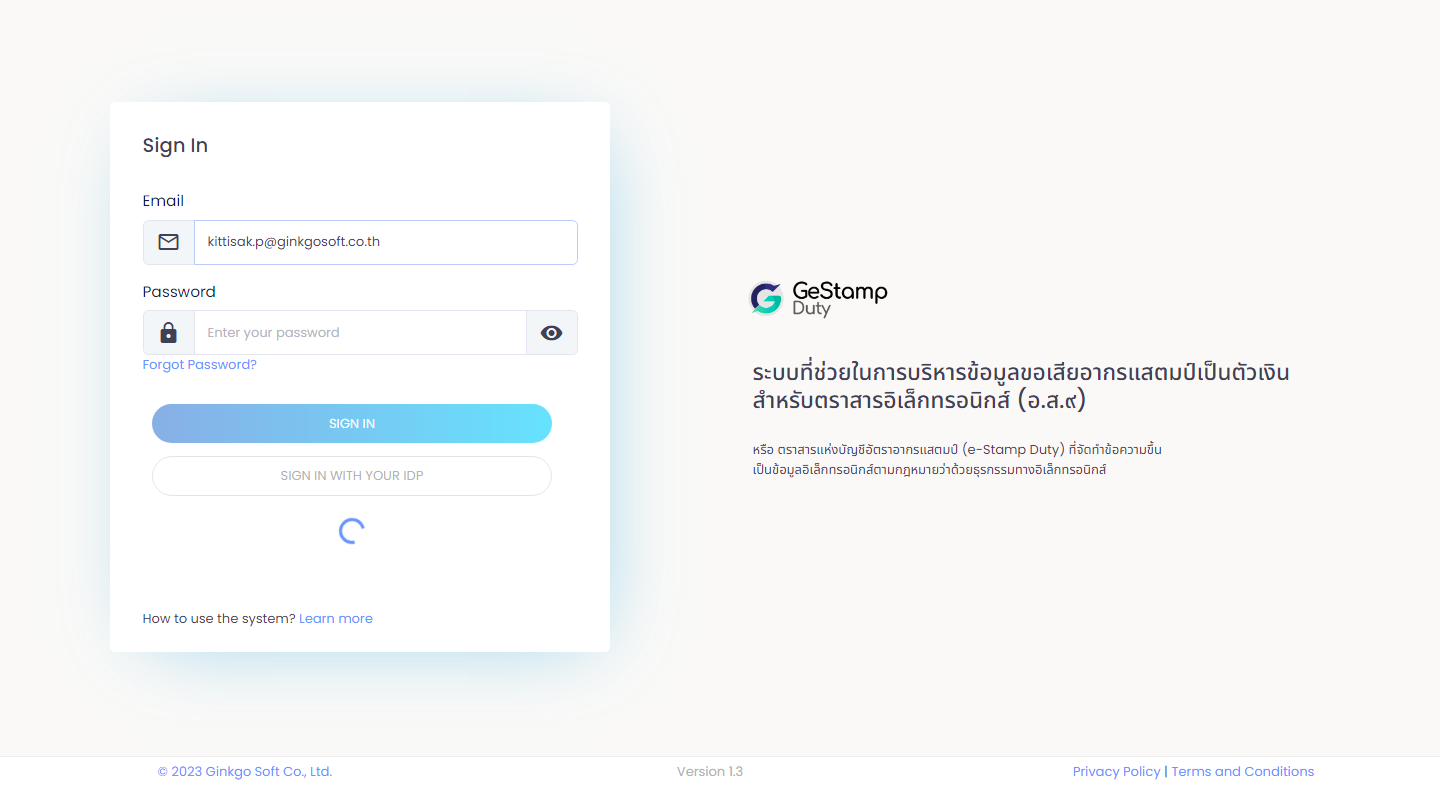 Sign In
Email
kittisak.p@ginkgosoft.co.th
Password
Enter your password
Forgot Password?
SIGN IN
SIGN IN WITH YOUR IDP
How to use the system? Learn more
GeStamp
Duty
ระบบที่ช่วยในการบริหารข้อมูลขอเสียอากรแสตมป์เป็นตัวเงิน
สำหรับตราสารอิเล็กทรอนิกส์ (อ.ส.๙)
หรือ ตราสารแห่งบัญชีอัตราอากรแสตมป์ (e-Stamp Duty) ที่จัดทำข้อความขึ้น
เป็นข้อมูลอิเล็กทรอนิกส์ตามกฎหมายว่าด้วยธุรกรรมทางอิเล็กทรอนิกส์
© 2023 Ginkgo Soft Co., Ltd.
Version 1.3
Privacy Policy | Terms and Conditions